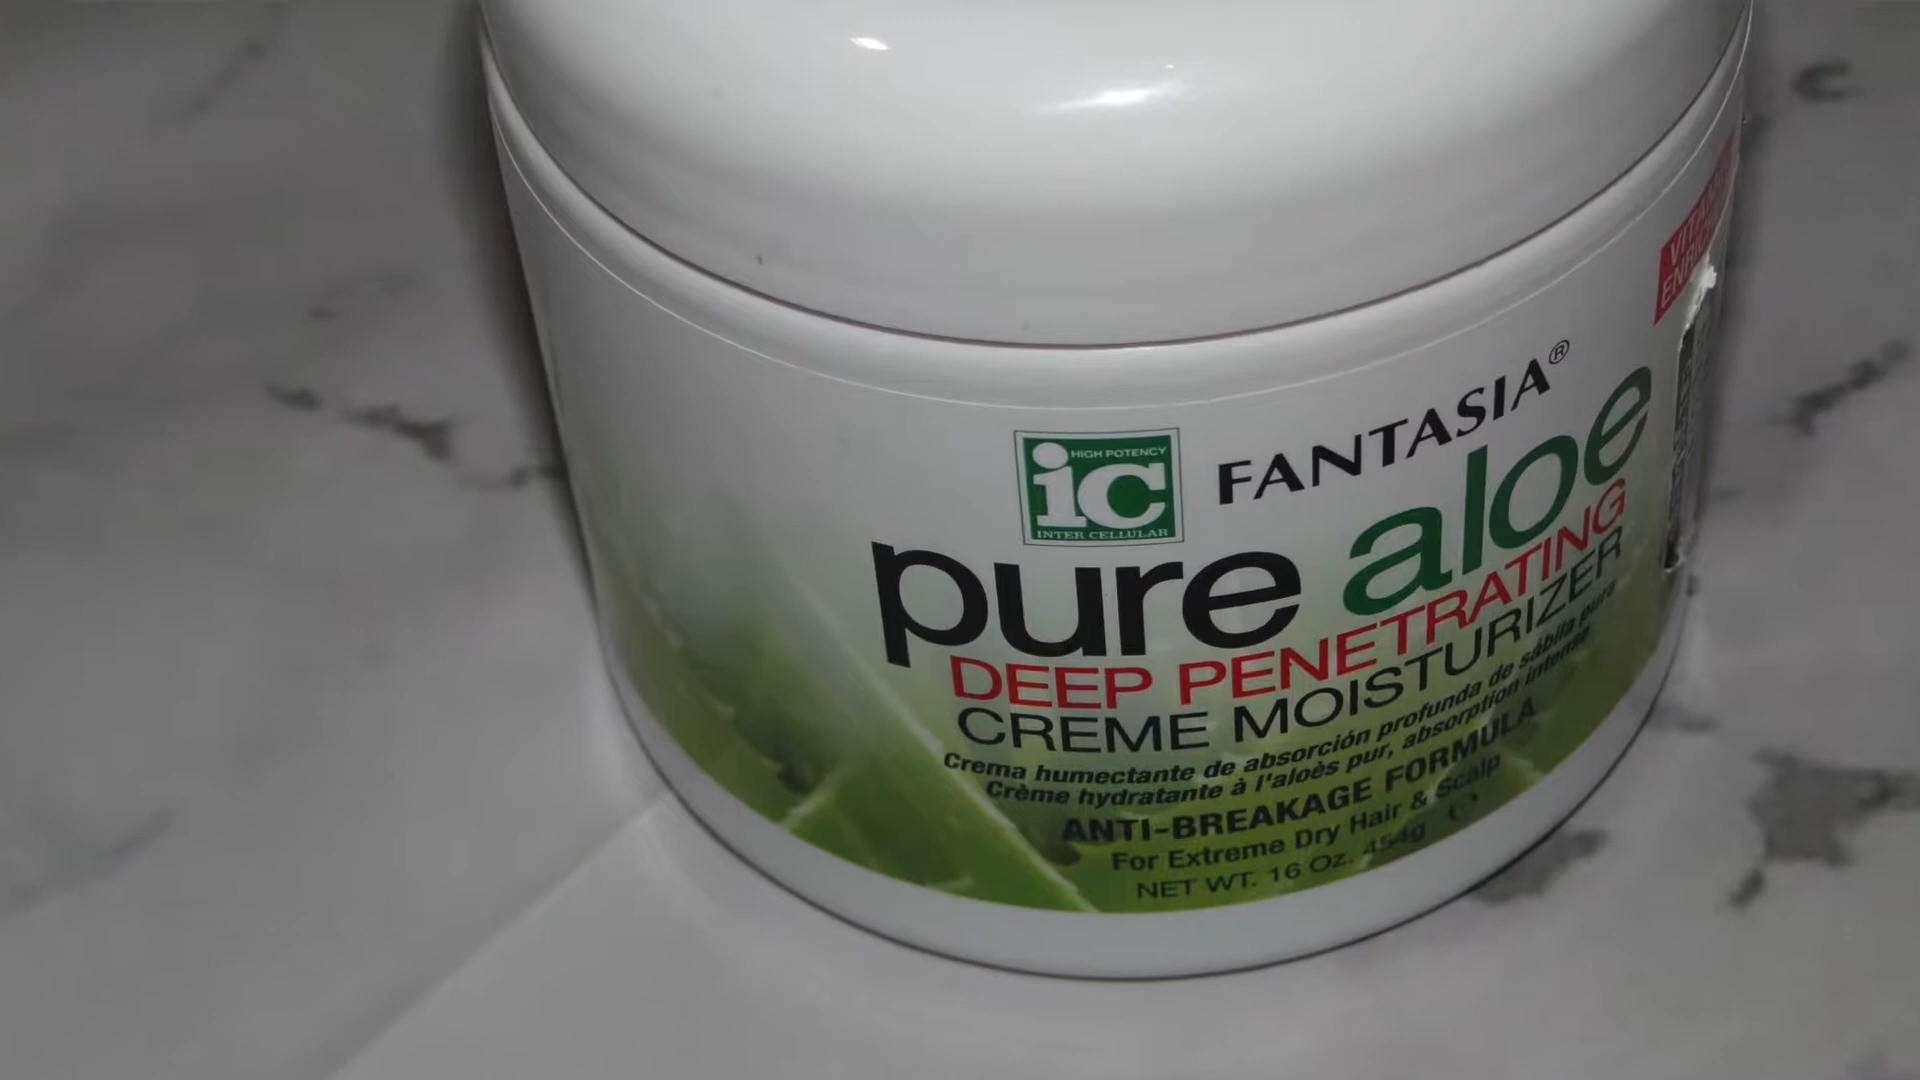 HIGH POTENCY
iC
INTER CELLULAR
FANTASIA®
pure aloe
DEEP PENETRATING
CREME MOISTURIZER
Crema humectante de absorción profunda de sábila pura
Crème hydratante à l'aloès pur, absorption intense
ANTI-BREAKAGE FORMULA
For Extreme Dry Hair & Scalp
NET WT. 16 Oz. 454g